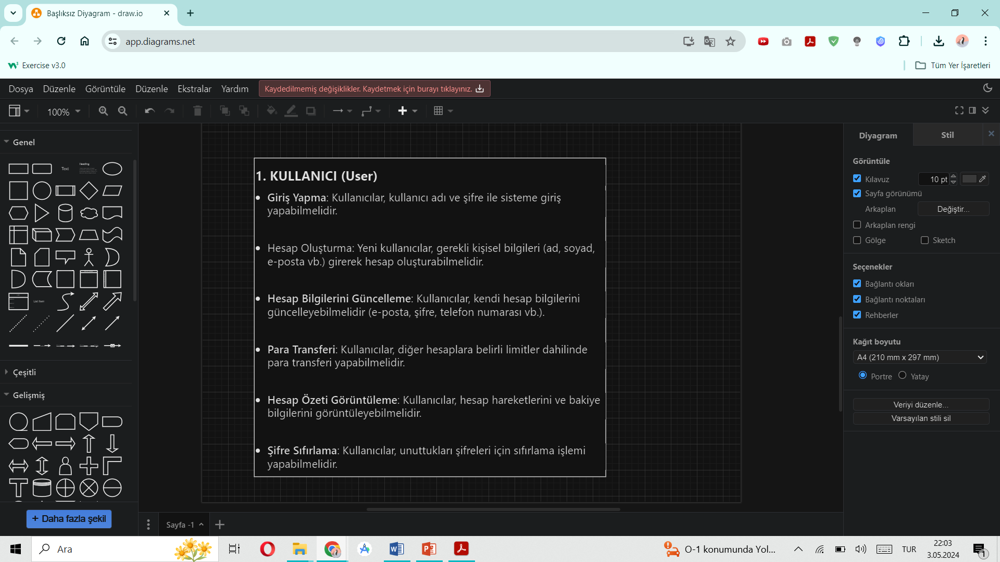 Başlıksız Diyagram - draw.io
app.diagrams.net
Exercise v3.0
Tüm Yer İşaretleri
Dosya Düzenle Görüntüle Düzenle Ekstralar Yardım
Kaydedilmemiş değişiklikler. Kaydetmek için burayı tıklayınız.
100%
Genel
Text
Heading
List Item
Çeşitli
Gelişmiş
+ Daha fazla şekil
1. KULLANICI (User)
• Giriş Yapma: Kullanıcılar, kullanıcı adı ve şifre ile sisteme giriş
yapabilmelidir.
• Hesap Oluşturma: Yeni kullanıcılar, gerekli kişisel bilgileri (ad, soyad,
e-posta vb.) girerek hesap oluşturabilmelidir.
• Hesap Bilgilerini Güncelleme: Kullanıcılar, kendi hesap bilgilerini
güncelleyebilmelidir (e-posta, şifre, telefon numarası vb.).
• Para Transferi: Kullanıcılar, diğer hesaplara belirli limitler dahilinde
para transferi yapabilmelidir.
• Hesap Özeti Görüntüleme: Kullanıcılar, hesap hareketlerini ve bakiye
bilgilerini görüntüleyebilmelidir.
• Şifre Sıfırlama: Kullanıcılar, unuttukları şifreleri için sıfırlama işlemi
yapabilmelidir.
Sayfa -1
Diyagram
Stil
Görüntüle
Kılavuz
10 pt
Sayfa görünümü
Arkaplan
Değiştir...
Arkaplan rengi
Gölge
Sketch
Seçenekler
Bağlantı okları
Bağlantı noktaları
Rehberler
Kağıt boyutu
A4 (210 mm x 297 mm)
Portre
Yatay
Veriyi düzenle...
Varsayılan stili sil
Ara
O-1 konumunda Yol...
TUR
22:03
3.05.2024
1